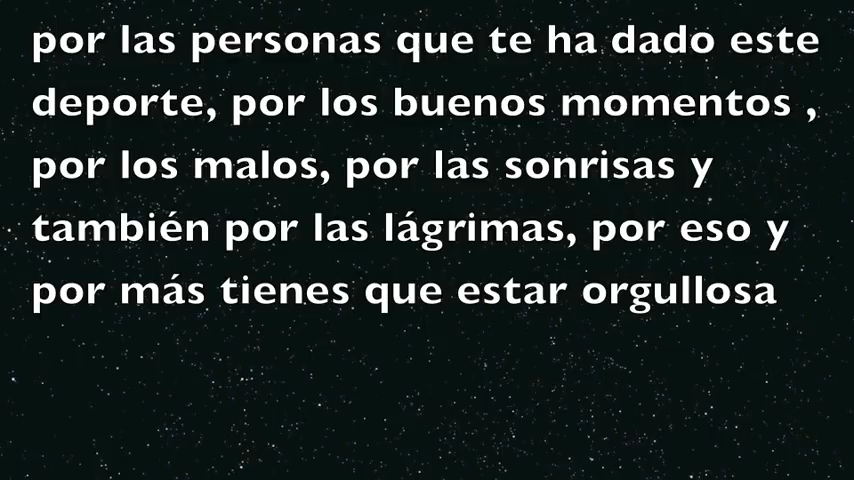 por las personas que te ha dado este
deporte, por los buenos momentos ,
por los malos, por las sonrisas y
también por las lágrimas, por eso y
por más tienes que estar orgullosa